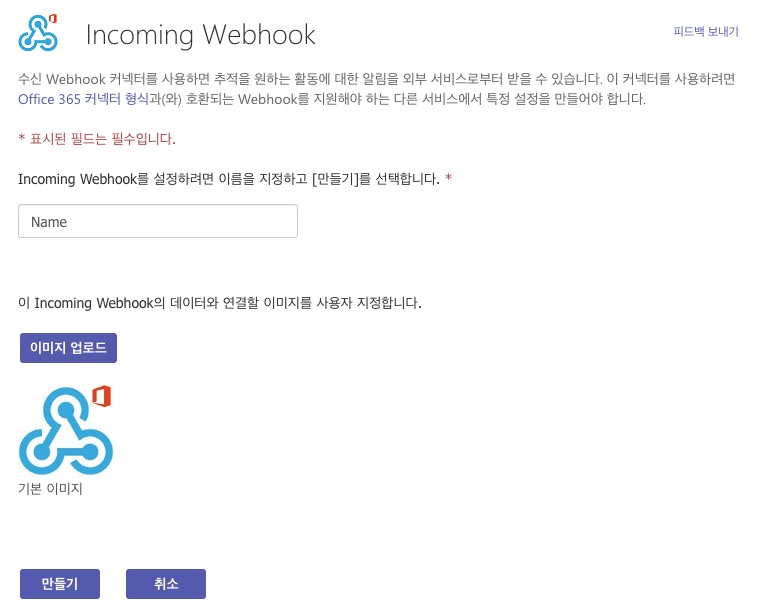 Incoming Webhook
피드백 보내기
수신 Webhook 커넥터를 사용하면 추적을 원하는 활동에 대한 알림을 외부 서비스로부터 받을 수 있습니다. 이 커넥터를 사용하려면
Office 365 커넥터 형식과(와) 호환되는 Webhook를 지원해야 하는 다른 서비스에서 특정 설정을 만들어야 합니다.
* 표시된 필드는 필수입니다.
Incoming Webhook를 설정하려면 이름을 지정하고 [만들기]를 선택합니다. *
Name
이 Incoming Webhook의 데이터와 연결할 이미지를 사용자 지정합니다.
이미지 업로드
기본 이미지
만들기 취소